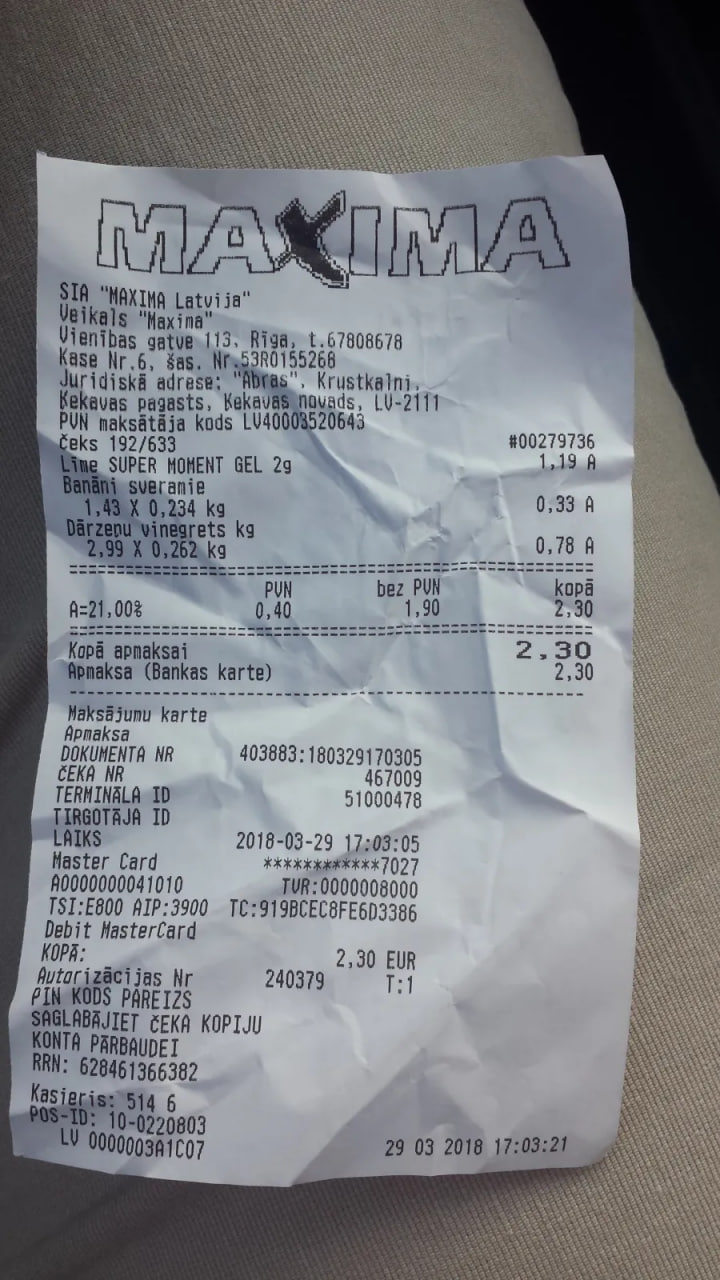 MAXIMA
SIA "MAXIMA Latvija"
Veikals "Maxima"
Vienības gatve 113, Rīga, t.67808678
Kase Nr.6, šas. Nr.53R0155268
Juridiskā adrese: "Abras", Krustkalni,
Ķekavas pagasts, Ķekavas novads, LV-2111
PVN maksātāja kods LV40003520643
čeks 192/633 #00279736
Līme SUPER MOMENT GEL 2g 1,19 A
Banāni sveramie
1,43 X 0,234 kg 0,33 A
Dārzeņu vinegrets kg
2,99 X 0,262 kg 0,78 A
PVN bez PVN kopā
A=21,00% 0,40 1,90 2,30
Kopā apmaksai 2,30
Apmaksa (Bankas karte) 2,30
Maksājumu karte
Apmaksa
DOKUMENTA NR 403883:180329170305
ČEKA NR 467009
TERMINĀLA ID 51000478
TIRGOTĀJA ID
LAIKS 2018-03-29 17:03:05
Master Card ************7027
A0000000041010 TVR:0000008000
TSI:E800 AIP:3900 TC:919BCEC8FE6D3386
Debit MasterCard
KOPĀ: 2,30 EUR
Autorizācijas Nr 240379 T:1
PIN KODS PAREIZS
SAGLABĀJIET ČEKA KOPIJU
KONTA PĀRBAUDEI
RRN: 628461366382
Kasieris: 514 6
POS-ID: 10-0220803
LV 0000003A1C07 29 03 2018 17:03:21